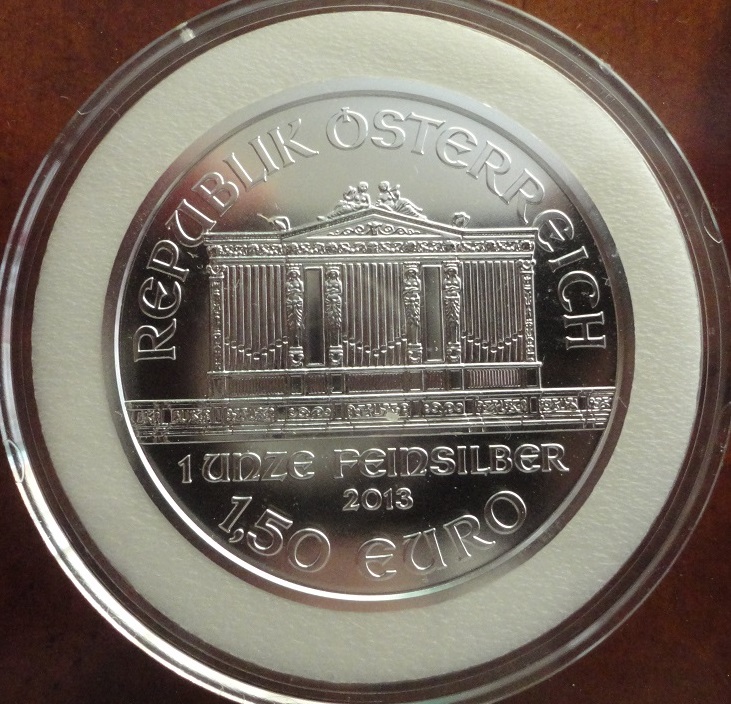 REPUBLIK ÖSTERREICH
1 UNZE FEINSILBER
2013
1,50 EURO